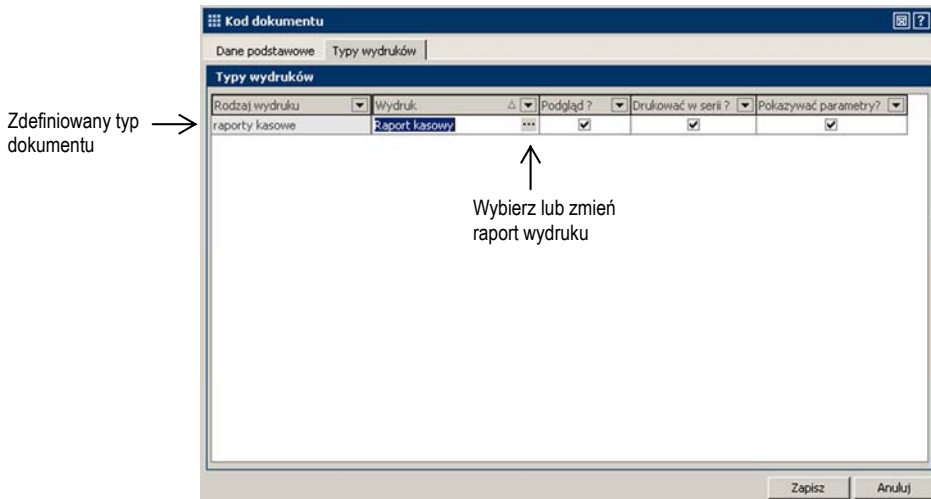 Kod dokumentu
Dane podstawowe Typy wydruków
Typy wydruków
Rodzaj wydruku Wydruk Podgląd ? Drukować w serii ? Pokazywać parametry?
raporty kasowe Raport kasowy ...
Zdefiniowany typ
dokumentu
Wybierz lub zmień
raport wydruku
Zapisz Anuluj